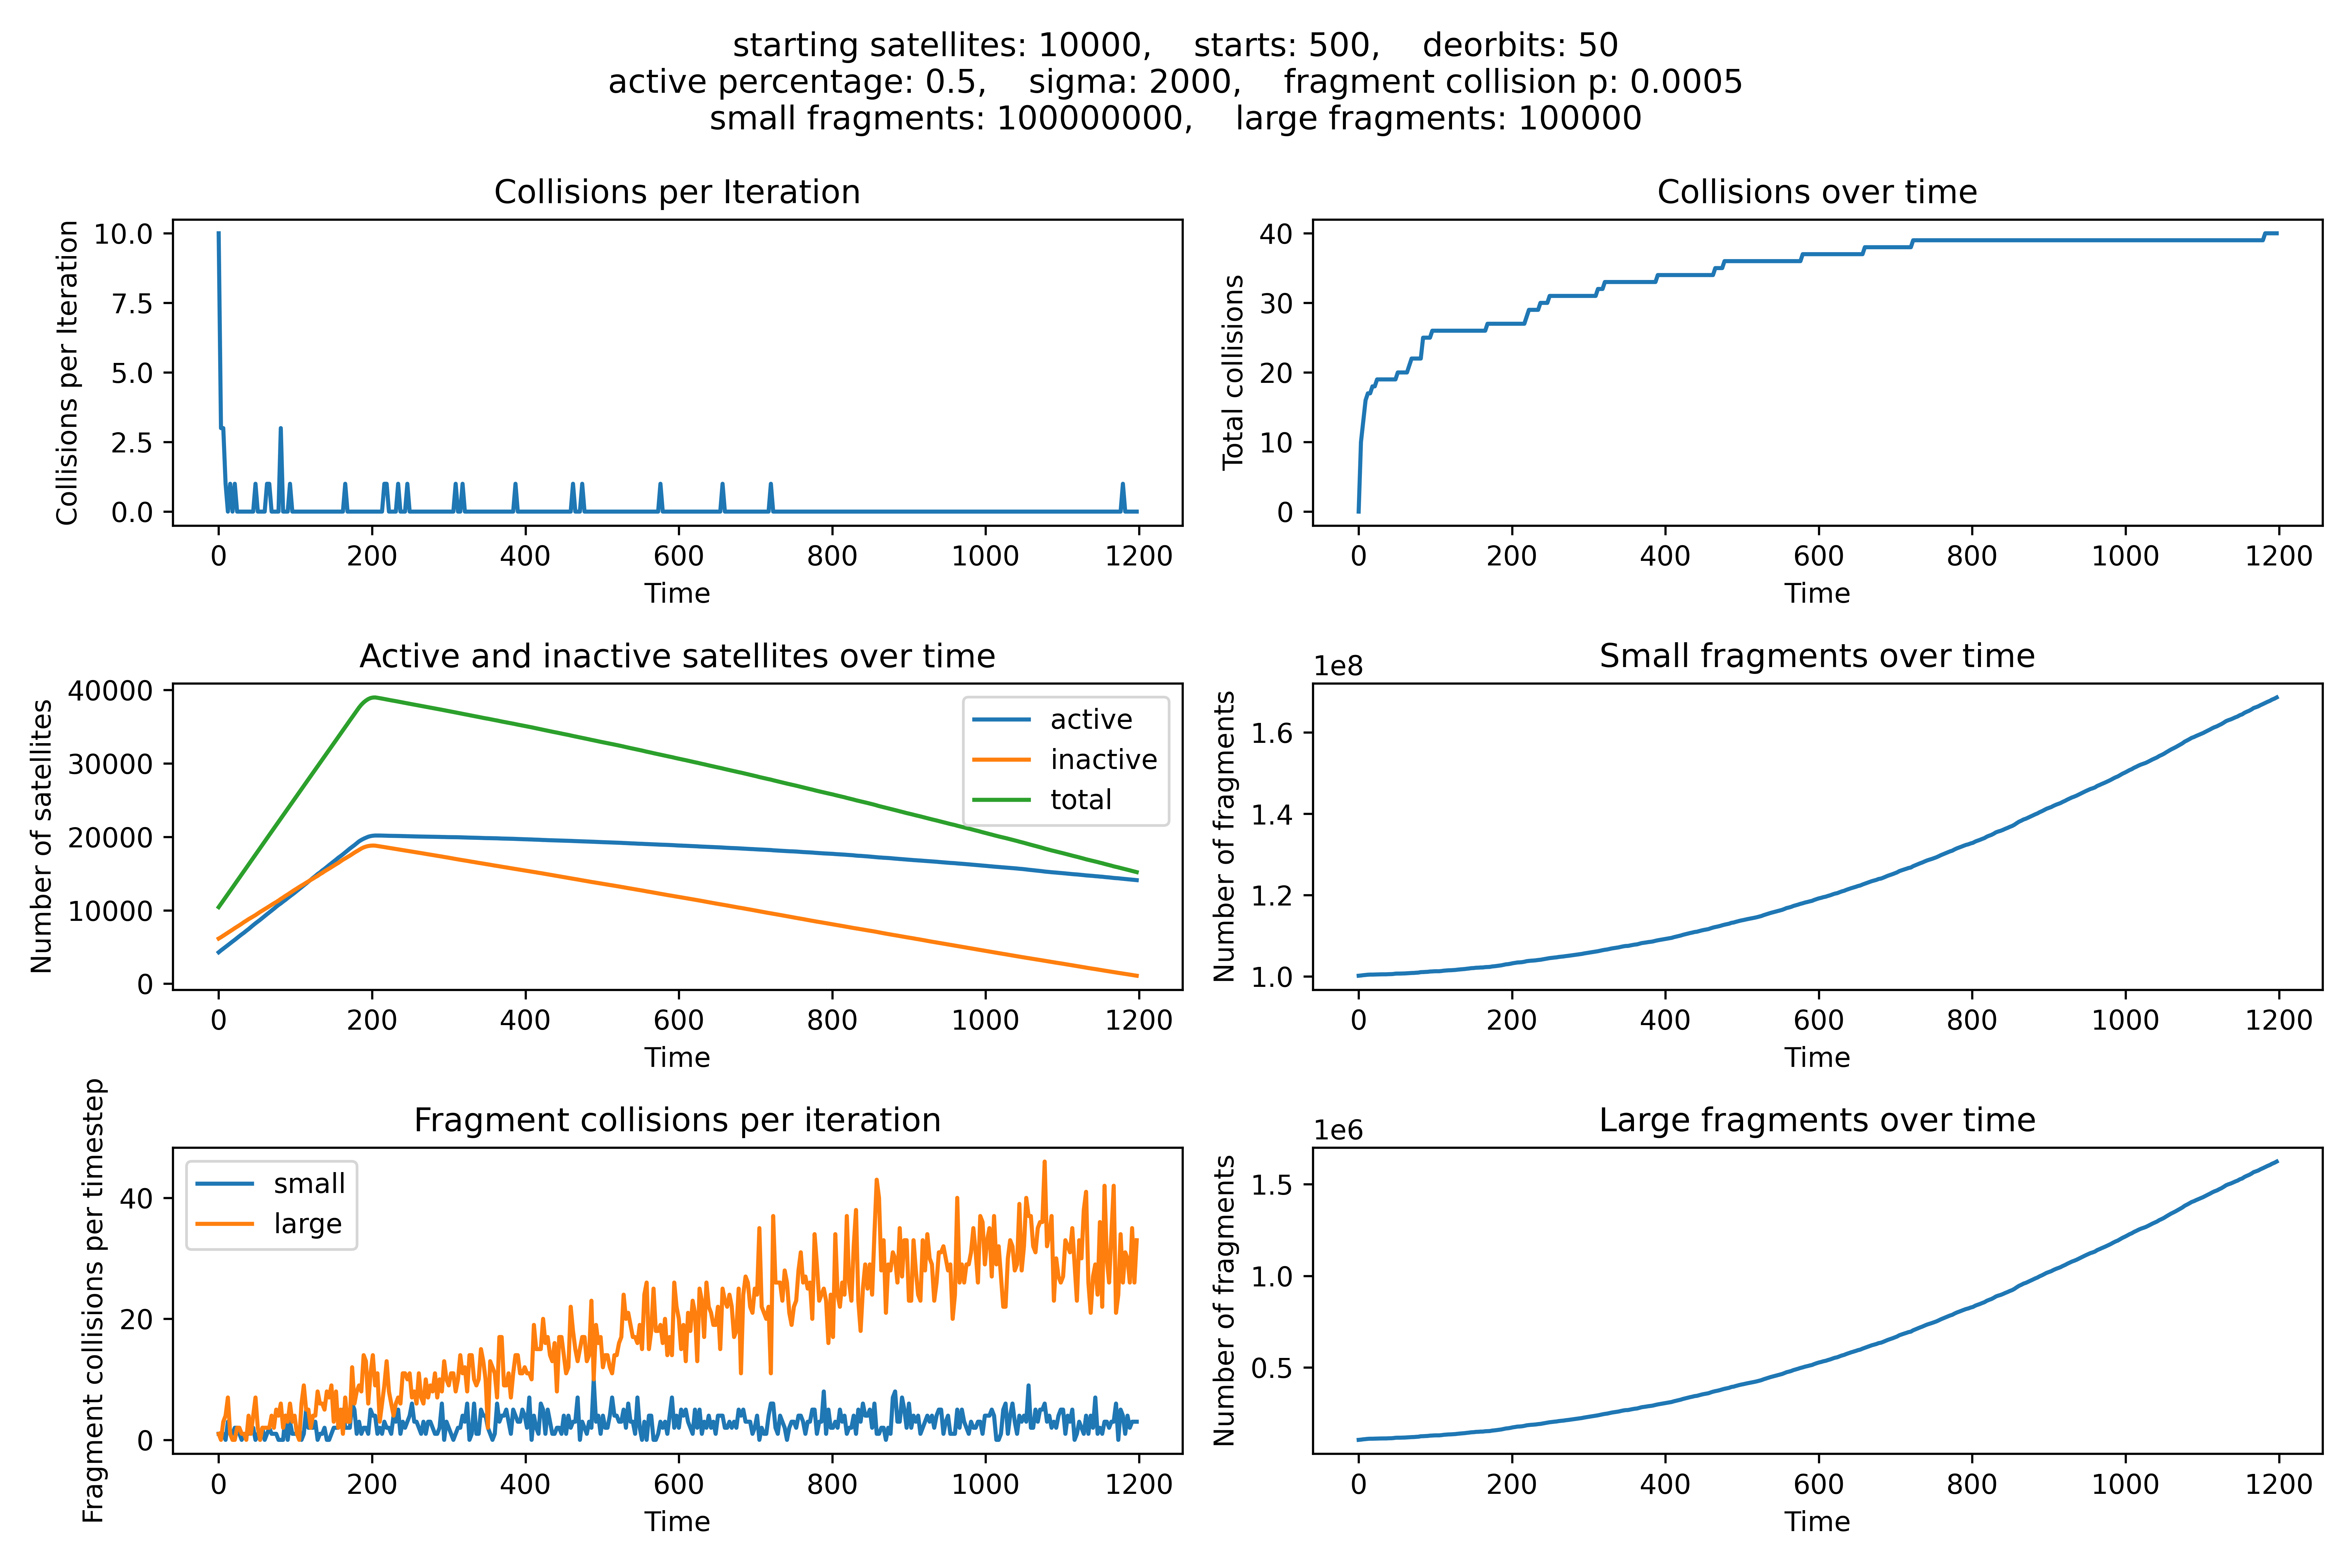 starting satellites: 10000,    starts: 500,    deorbits: 50
active percentage: 0.5,    sigma: 2000,    fragment collision p: 0.0005
small fragments: 100000000,    large fragments: 100000
Collisions per Iteration
Collisions per Iteration
10.0
7.5
5.0
2.5
0.0
0 200 400 600 800 1000 1200
Time
Collisions over time
Total collisions
40
30
20
10
0
0 200 400 600 800 1000 1200
Time
Active and inactive satellites over time
Number of satellites
40000
30000
20000
10000
0
active
inactive
total
0 200 400 600 800 1000 1200
Time
Small fragments over time
1e8
Number of fragments
1.6
1.4
1.2
1.0
0 200 400 600 800 1000 1200
Time
Fragment collisions per iteration
Fragment collisions per timestep
40
20
0
small
large
0 200 400 600 800 1000 1200
Time
Large fragments over time
1e6
Number of fragments
1.5
1.0
0.5
0 200 400 600 800 1000 1200
Time